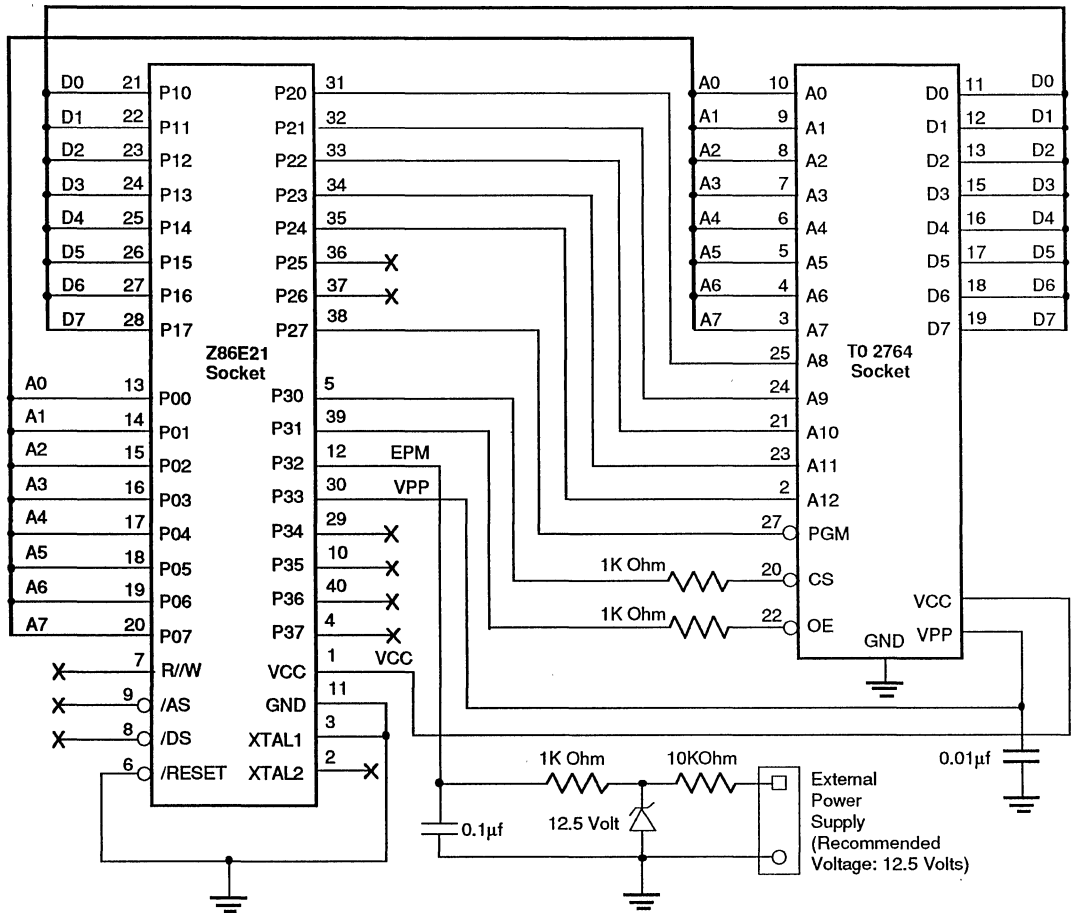 D0 21 P10 P20 31
D1 22 P11 P21 32
D2 23 P12 P22 33
D3 24 P13 P23 34
D4 25 P14 P24 35
D5 26 P15 P25 36
D6 27 P16 P26 37
D7 28 P17 P27 38
Z86E21
Socket
A0 13 P00 P30 5
A1 14 P01 P31 39
A2 15 P02 P32 12 EPM
A3 16 P03 P33 30 VPP
A4 17 P04 P34 29
A5 18 P05 P35 10
A6 19 P06 P36 40
A7 20 P07 P37 4
7 R//W VCC 1 VCC
9 /AS GND 11
8 /DS XTAL1 3
6 /RESET XTAL2 2
A0 10 A0 D0 11 D0
A1 9 A1 D1 12 D1
A2 8 A2 D2 13 D2
A3 7 A3 D3 15 D3
A4 6 A4 D4 16 D4
A5 5 A5 D5 17 D5
A6 4 A6 D6 18 D6
A7 3 A7 D7 19 D7
25 A8
T0 2764
Socket
24 A9
21 A10
23 A11
2 A12
27 PGM
1K Ohm 20 CS
1K Ohm 22 OE
VCC
VPP
GND
1K Ohm
10KOhm
0.01µf
0.1µf
12.5 Volt
External
Power
Supply
(Recommended
Voltage: 12.5 Volts)